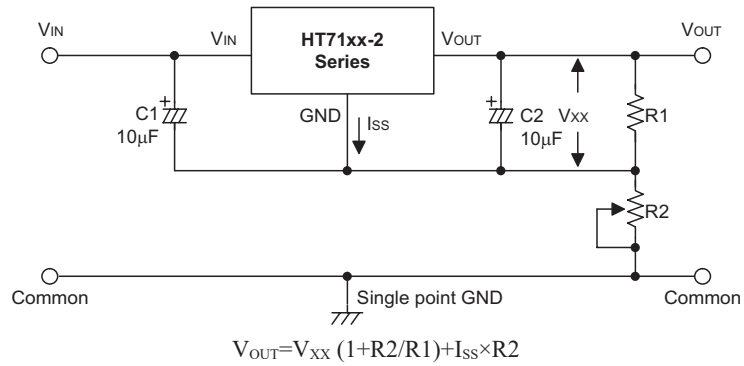 VIN
VIN
HT71xx-2
Series
VOUT
VOUT
C1
10μF
GND
ISS
C2
10μF
VXX
R1
R2
Common
Single point GND
Common
VOUT=VXX (1+R2/R1)+ISS×R2